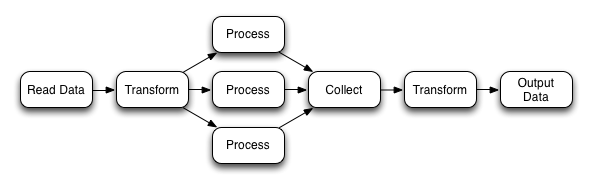 Process
Read Data
Transform
Process
Collect
Transform
Output
Data
Process